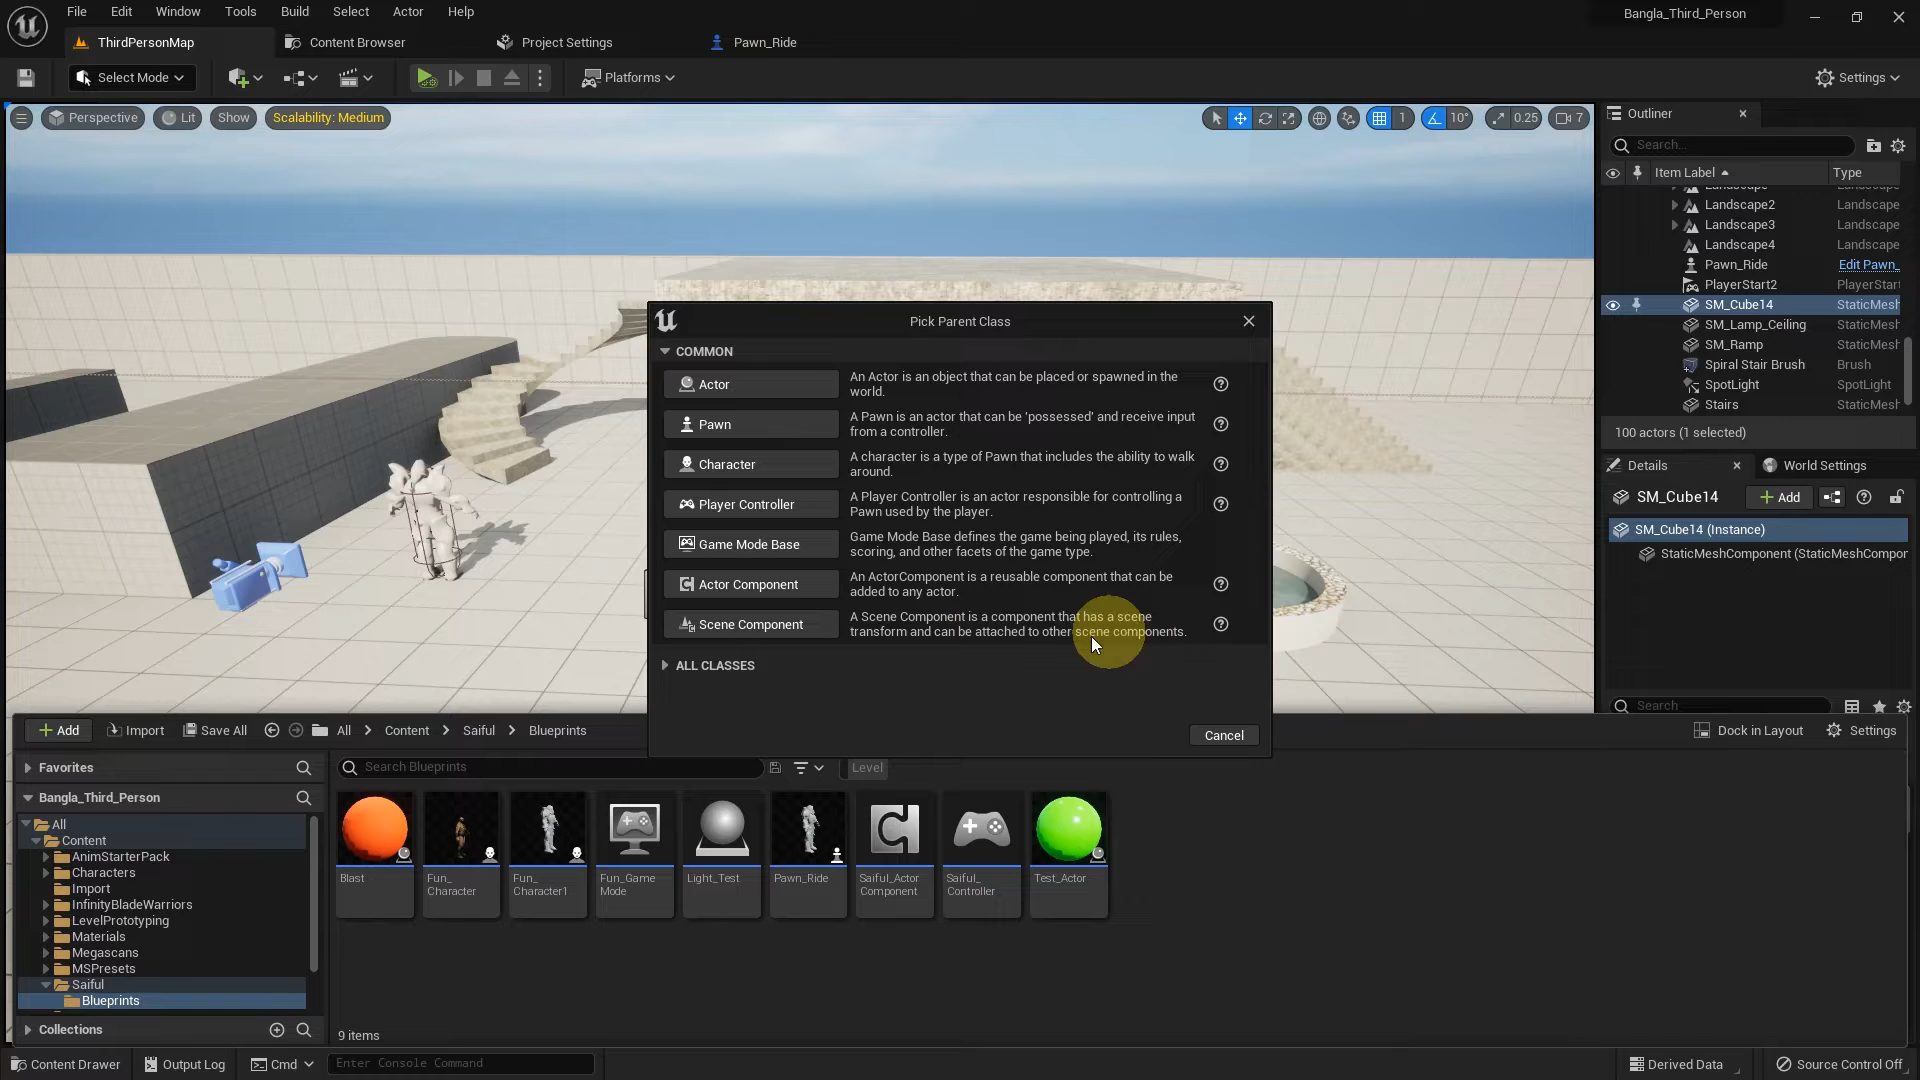 File Edit Window Tools Build Select Actor Help
Bangla_Third_Person
ThirdPersonMap Content Browser Project Settings Pawn_Ride
Select Mode Platforms Settings
Perspective Lit Show Scalability: Medium 1 10° 0.25 7
Outliner
Search...
Item Label Type
Landscape2 Landscape
Landscape3 Landscape
Landscape4 Landscape
Pawn_Ride Edit Pawn_
PlayerStart2 PlayerStart
SM_Cube14 StaticMesh
SM_Lamp_Ceiling StaticMesh
SM_Ramp StaticMesh
Spiral Stair Brush Brush
SpotLight SpotLight
Stairs StaticMesh
100 actors (1 selected)
Details World Settings
SM_Cube14 Add
SM_Cube14 (Instance)
StaticMeshComponent (StaticMeshCompor
Search
Pick Parent Class
COMMON
Actor
An Actor is an object that can be placed or spawned in the
world.
Pawn
A Pawn is an actor that can be 'possessed' and receive input
from a controller.
Character
A character is a type of Pawn that includes the ability to walk
around.
Player Controller
A Player Controller is an actor responsible for controlling a
Pawn used by the player.
Game Mode Base
Game Mode Base defines the game being played, its rules,
scoring, and other facets of the game type.
Actor Component
An ActorComponent is a reusable component that can be
added to any actor.
Scene Component
A Scene Component is a component that has a scene
transform and can be attached to other scene components.
ALL CLASSES
Cancel
Add Import Save All All Content Saiful Blueprints Dock in Layout Settings
Favorites
Bangla_Third_Person
All
Content
AnimStarterPack
Characters
Import
InfinityBladeWarriors
LevelPrototyping
Materials
Megascans
MSPresets
Saiful
Blueprints
Collections
Search Blueprints Level
Blast
Fun_
Character
Fun_
Character1
Fun_Game
Mode
Light_Test
Pawn_Ride
Saiful_Actor
Component
Saiful_
Controller
Test_Actor
9 items
Content Drawer Output Log Cmd Enter Console Command Derived Data Source Control Off